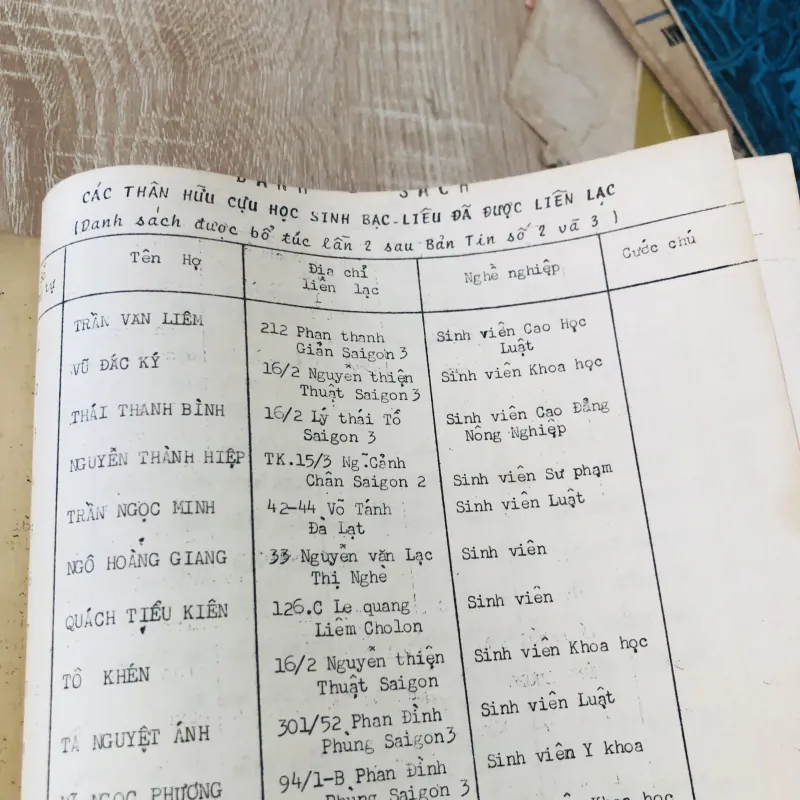 DANH SÁCH
CÁC THÂN HỮU CỰU HỌC SINH BẠC-LIÊU ĐÃ ĐƯỢC LIÊN LẠC
(Danh sách được bổ túc lần 2 sau Bản Tin số 2 và 3)
Tên Họ
Địa chỉ
liên lạc
Nghề nghiệp
Cước chú
TRẦN VĂN LIÊM
212 Phan thanh
Giản Saigon 3
Sinh viên Cao Học
Luật
VŨ ĐẮC KÝ
16/2 Nguyễn thiện
Thuật Saigon 3
Sinh viên Khoa học
THÁI THANH BÌNH
16/2 Lý thái Tổ
Saigon 3
Sinh viên Cao Đẳng
Nông Nghiệp
NGUYỄN THÀNH HIỆP
TK.15/3 Ng.Cảnh
Chân Saigon 2
Sinh viên Sư phạm
TRẦN NGỌC MINH
42-44 Võ Tánh
Đà Lạt
Sinh viên Luật
NGÔ HOÀNG GIANG
33 Nguyễn văn Lạc
Thị Nghè
Sinh viên
QUÁCH TIỂU KIÊN
126.C Le quang
Liêm Cholon
Sinh viên
TÔ KHÉN
16/2 Nguyễn thiện
Thuật Saigon
Sinh viên Khoa học
TẠ NGUYỆT ÁNH
301/52 Phan Đình
Phùng Saigon3
Sinh viên Luật
NGỌC PHƯƠNG
94/1-B Phan Đình
Phùng Saigon 3
Sinh viên Y khoa
Khoa học